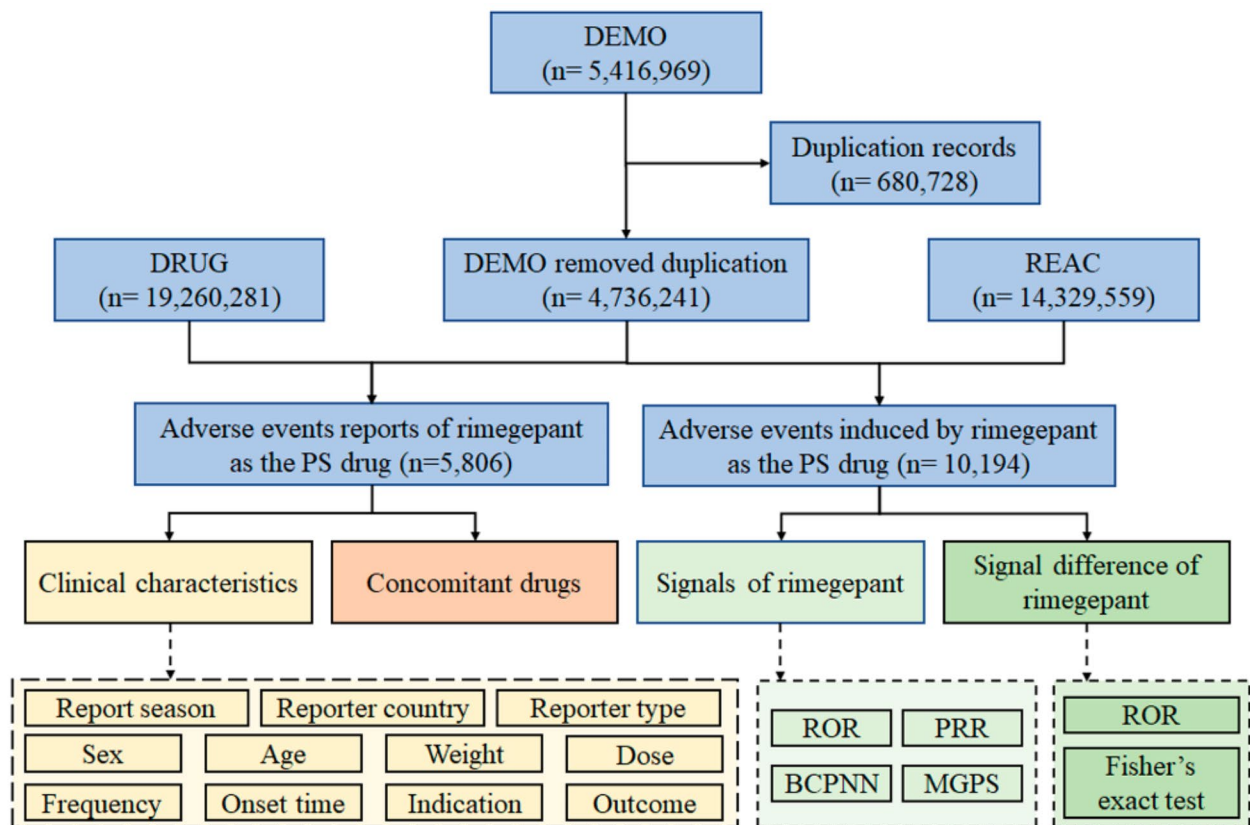 DEMO
(n= 5,416,969)
Duplication records
(n= 680,728)
DRUG
(n= 19,260,281)
DEMO removed duplication
(n= 4,736,241)
REAC
(n= 14,329,559)
Adverse events reports of rimegepant
as the PS drug (n=5,806)
Adverse events induced by rimegepant
as the PS drug (n= 10,194)
Clinical characteristics
Concomitant drugs
Signals of rimegepant
Signal difference of
rimegepant
Report season
Reporter country
Reporter type
Sex
Age
Weight
Dose
Frequency
Onset time
Indication
Outcome
ROR
PRR
BCPNN
MGPS
ROR
Fisher’s
exact test